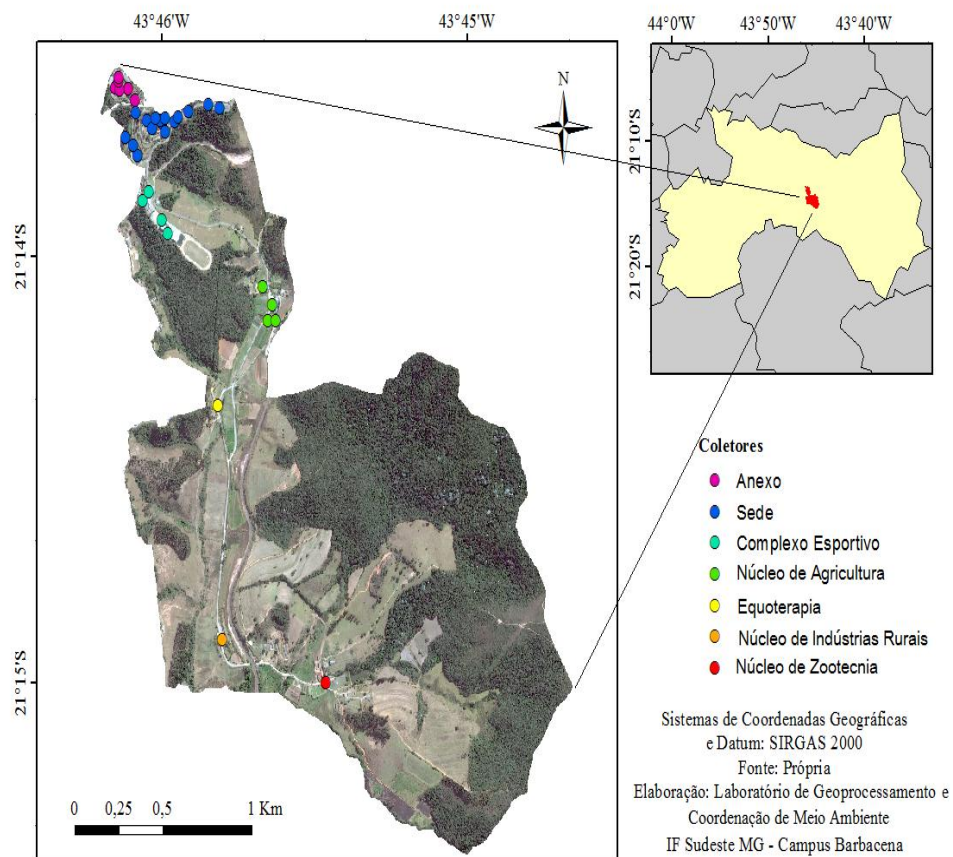 43°46'W
43°45'W
44°0'W
43°50'W
43°40'W
N
21°10'S
21°20'S
21°14'S
21°15'S
Coletores
Anexo
Sede
Complexo Esportivo
Núcleo de Agricultura
Equoterapia
Núcleo de Indústrias Rurais
Núcleo de Zootecnia
Sistemas de Coordenadas Geográficas
e Datum: SIRGAS 2000
Fonte: Própria
Elaboração: Laboratório de Geoprocessamento e
Coordenação de Meio Ambiente
IF Sudeste MG - Campus Barbacena
0 0,25 0,5 1 Km